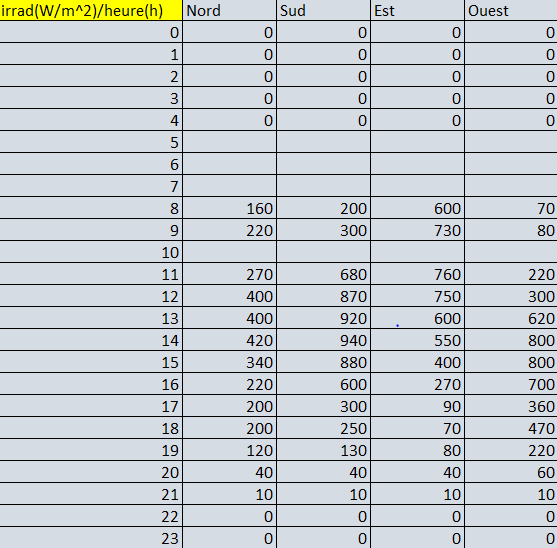 irrad(W/m^2)/heure(h) Nord Sud Est Ouest
0 0 0 0 0
1 0 0 0 0
2 0 0 0 0
3 0 0 0 0
4 0 0 0 0
5
6
7
8 160 200 600 70
9 220 300 730 80
10
11 270 680 760 220
12 400 870 750 300
13 400 920 600 620
14 420 940 550 800
15 340 880 400 800
16 220 600 270 700
17 200 300 90 360
18 200 250 70 470
19 120 130 80 220
20 40 40 40 60
21 10 10 10 10
22 0 0 0 0
23 0 0 0 0